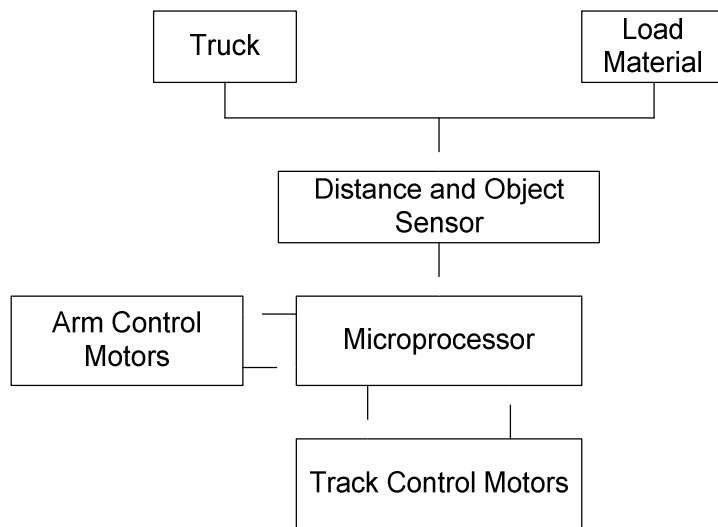 Truck
Load
Material
Distance and Object
Sensor
Arm Control
Motors
Microprocessor
Track Control Motors